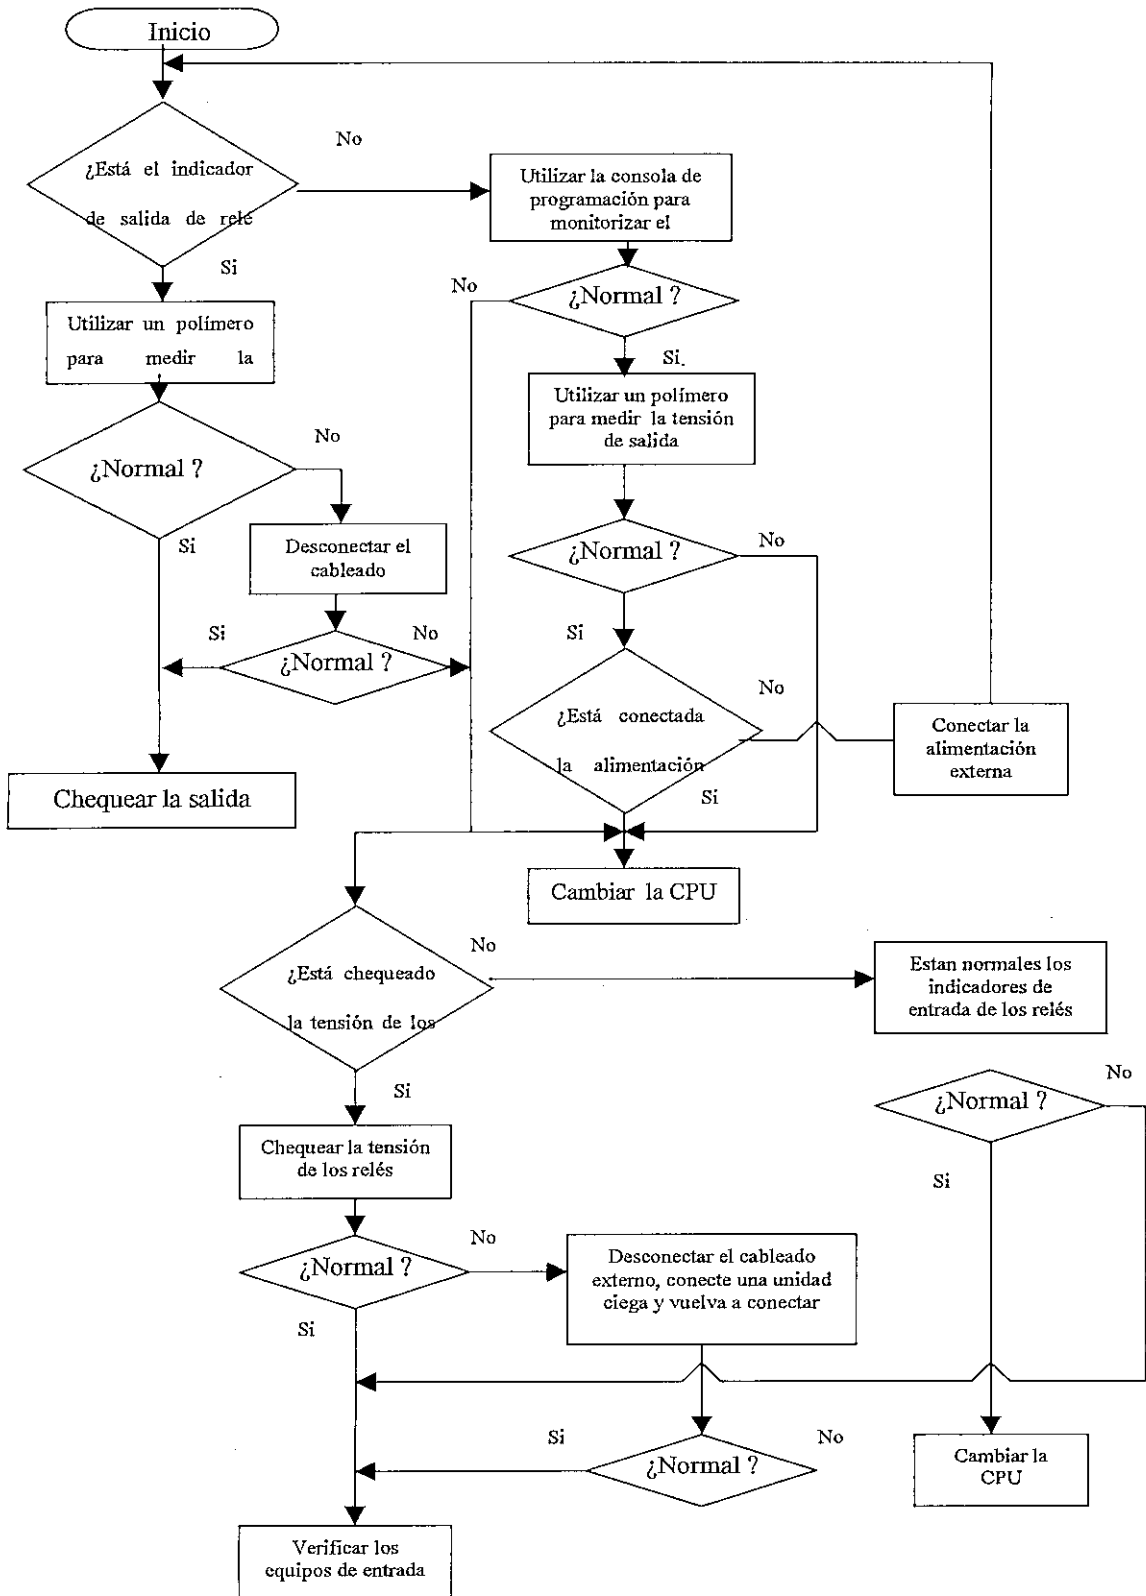 Inicio
No
¿Está el indicador
de salida de relé
Si
Utilizar la consola de
programación para
monitorizar el
No
¿Normal ?
Si.
Utilizar un polímero
para medir la
Utilizar un polímero
para medir la tensión
de salida
No
¿Normal ?
Si
Desconectar el
cableado
¿Normal ?
No
Si
No
¿Normal ?
Si
No
¿Está conectada
la alimentación
Si
Conectar la
alimentación
externa
Chequear la salida
Cambiar la CPU
No
¿Está chequeado
la tensión de los
Si
Estan normales los
indicadores de
entrada de los relés
No
¿Normal ?
Si
Chequear la tensión
de los relés
No
¿Normal ?
Si
Desconectar el cableado
externo, conecte una unidad
ciega y vuelva a conectar
Si
No
¿Normal ?
Cambiar la
CPU
Verificar los
equipos de entrada